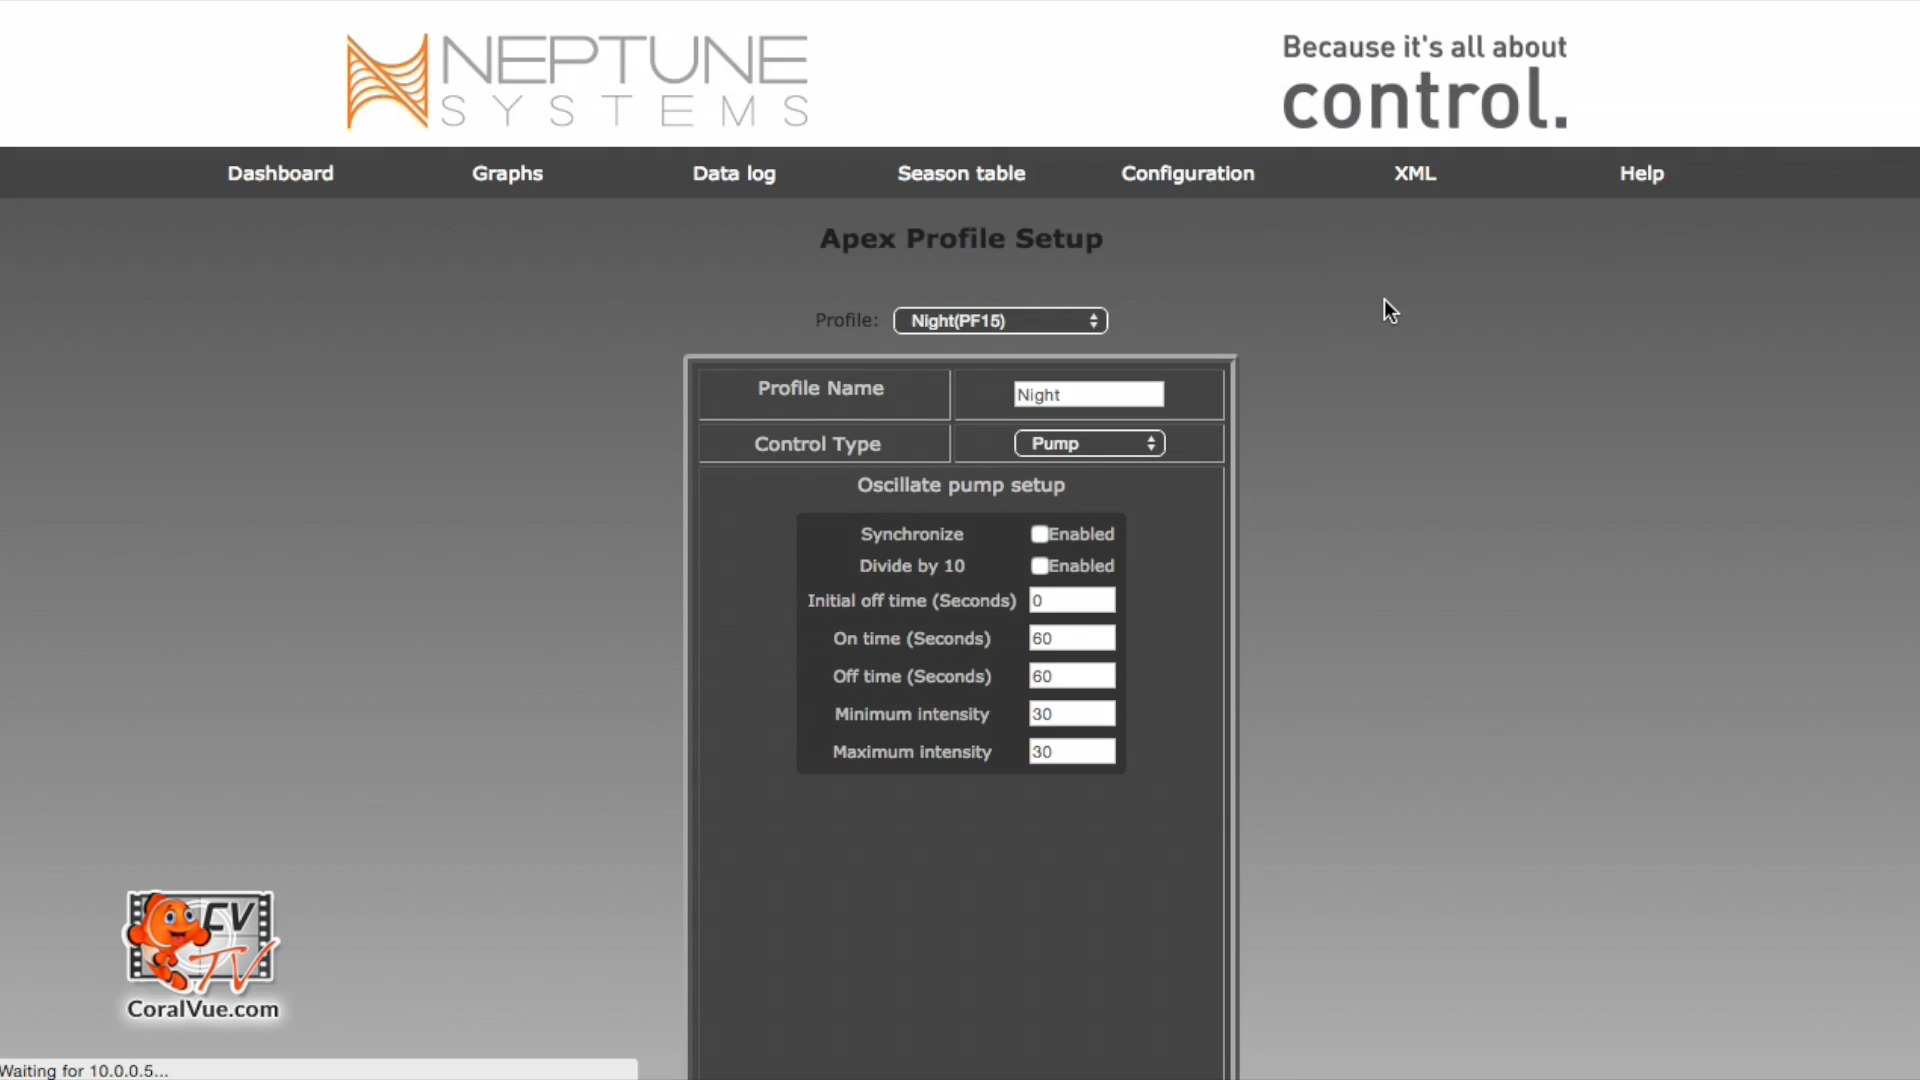 NEPTUNE
SYSTEMS
Because it's all about
control.
Dashboard Graphs Data log Season table Configuration XML Help
Apex Profile Setup
Profile: Night(PF15)
Profile Name Night
Control Type Pump
Oscillate pump setup
Synchronize Enabled
Divide by 10 Enabled
Initial off time (Seconds) 0
On time (Seconds) 60
Off time (Seconds) 60
Minimum intensity 30
Maximum intensity 30
CV
TV
CoralVue.com
Waiting for 10.0.0.5...